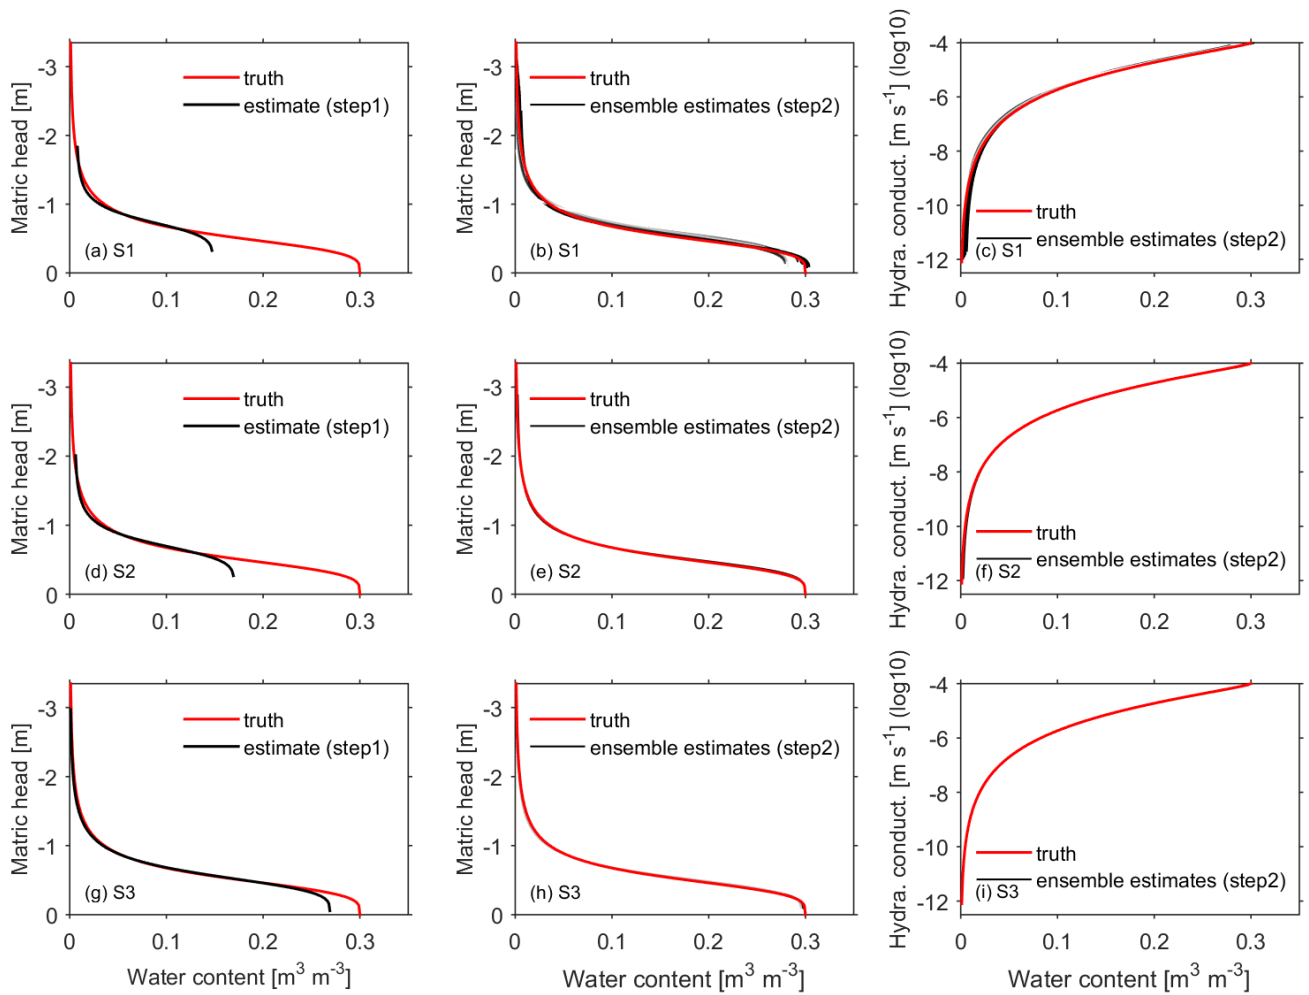 Matric head [m]
-3
-2
-1
0
0
0.1
0.2
0.3
truth
estimate (step1)
(a) S1
Matric head [m]
-3
-2
-1
0
0
0.1
0.2
0.3
truth
ensemble estimates (step2)
(b) S1
Hydra. conduct. [m s-1] (log10)
-4
-6
-8
-10
-12
0
0.1
0.2
0.3
truth
ensemble estimates (step2)
(c) S1
Matric head [m]
-3
-2
-1
0
0
0.1
0.2
0.3
truth
estimate (step1)
(d) S2
Matric head [m]
-3
-2
-1
0
0
0.1
0.2
0.3
truth
ensemble estimates (step2)
(e) S2
Hydra. conduct. [m s-1] (log10)
-4
-6
-8
-10
-12
0
0.1
0.2
0.3
truth
ensemble estimates (step2)
(f) S2
Matric head [m]
-3
-2
-1
0
0
0.1
0.2
0.3
truth
estimate (step1)
(g) S3
Water content [m3 m-3]
Matric head [m]
-3
-2
-1
0
0
0.1
0.2
0.3
truth
ensemble estimates (step2)
(h) S3
Water content [m3 m-3]
Hydra. conduct. [m s-1] (log10)
-4
-6
-8
-10
-12
0
0.1
0.2
0.3
truth
ensemble estimates (step2)
(i) S3
Water content [m3 m-3]